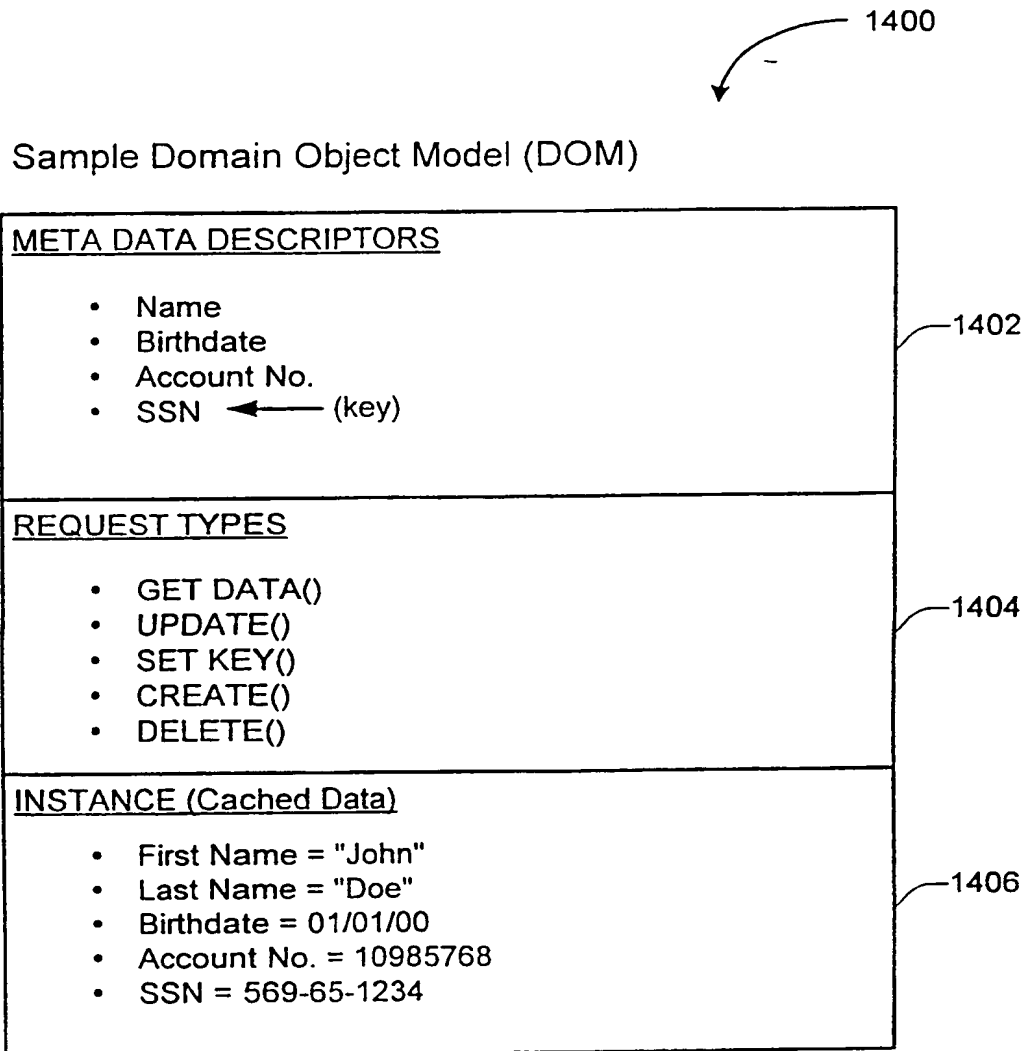 1400
Sample Domain Object Model (DOM)
META DATA DESCRIPTORS
• Name
• Birthdate
• Account No.
• SSN (key)
1402
REQUEST TYPES
• GET DATA()
• UPDATE()
• SET KEY()
• CREATE()
• DELETE()
1404
INSTANCE (Cached Data)
• First Name = "John"
• Last Name = "Doe"
• Birthdate = 01/01/00
• Account No. = 10985768
• SSN = 569-65-1234
1406